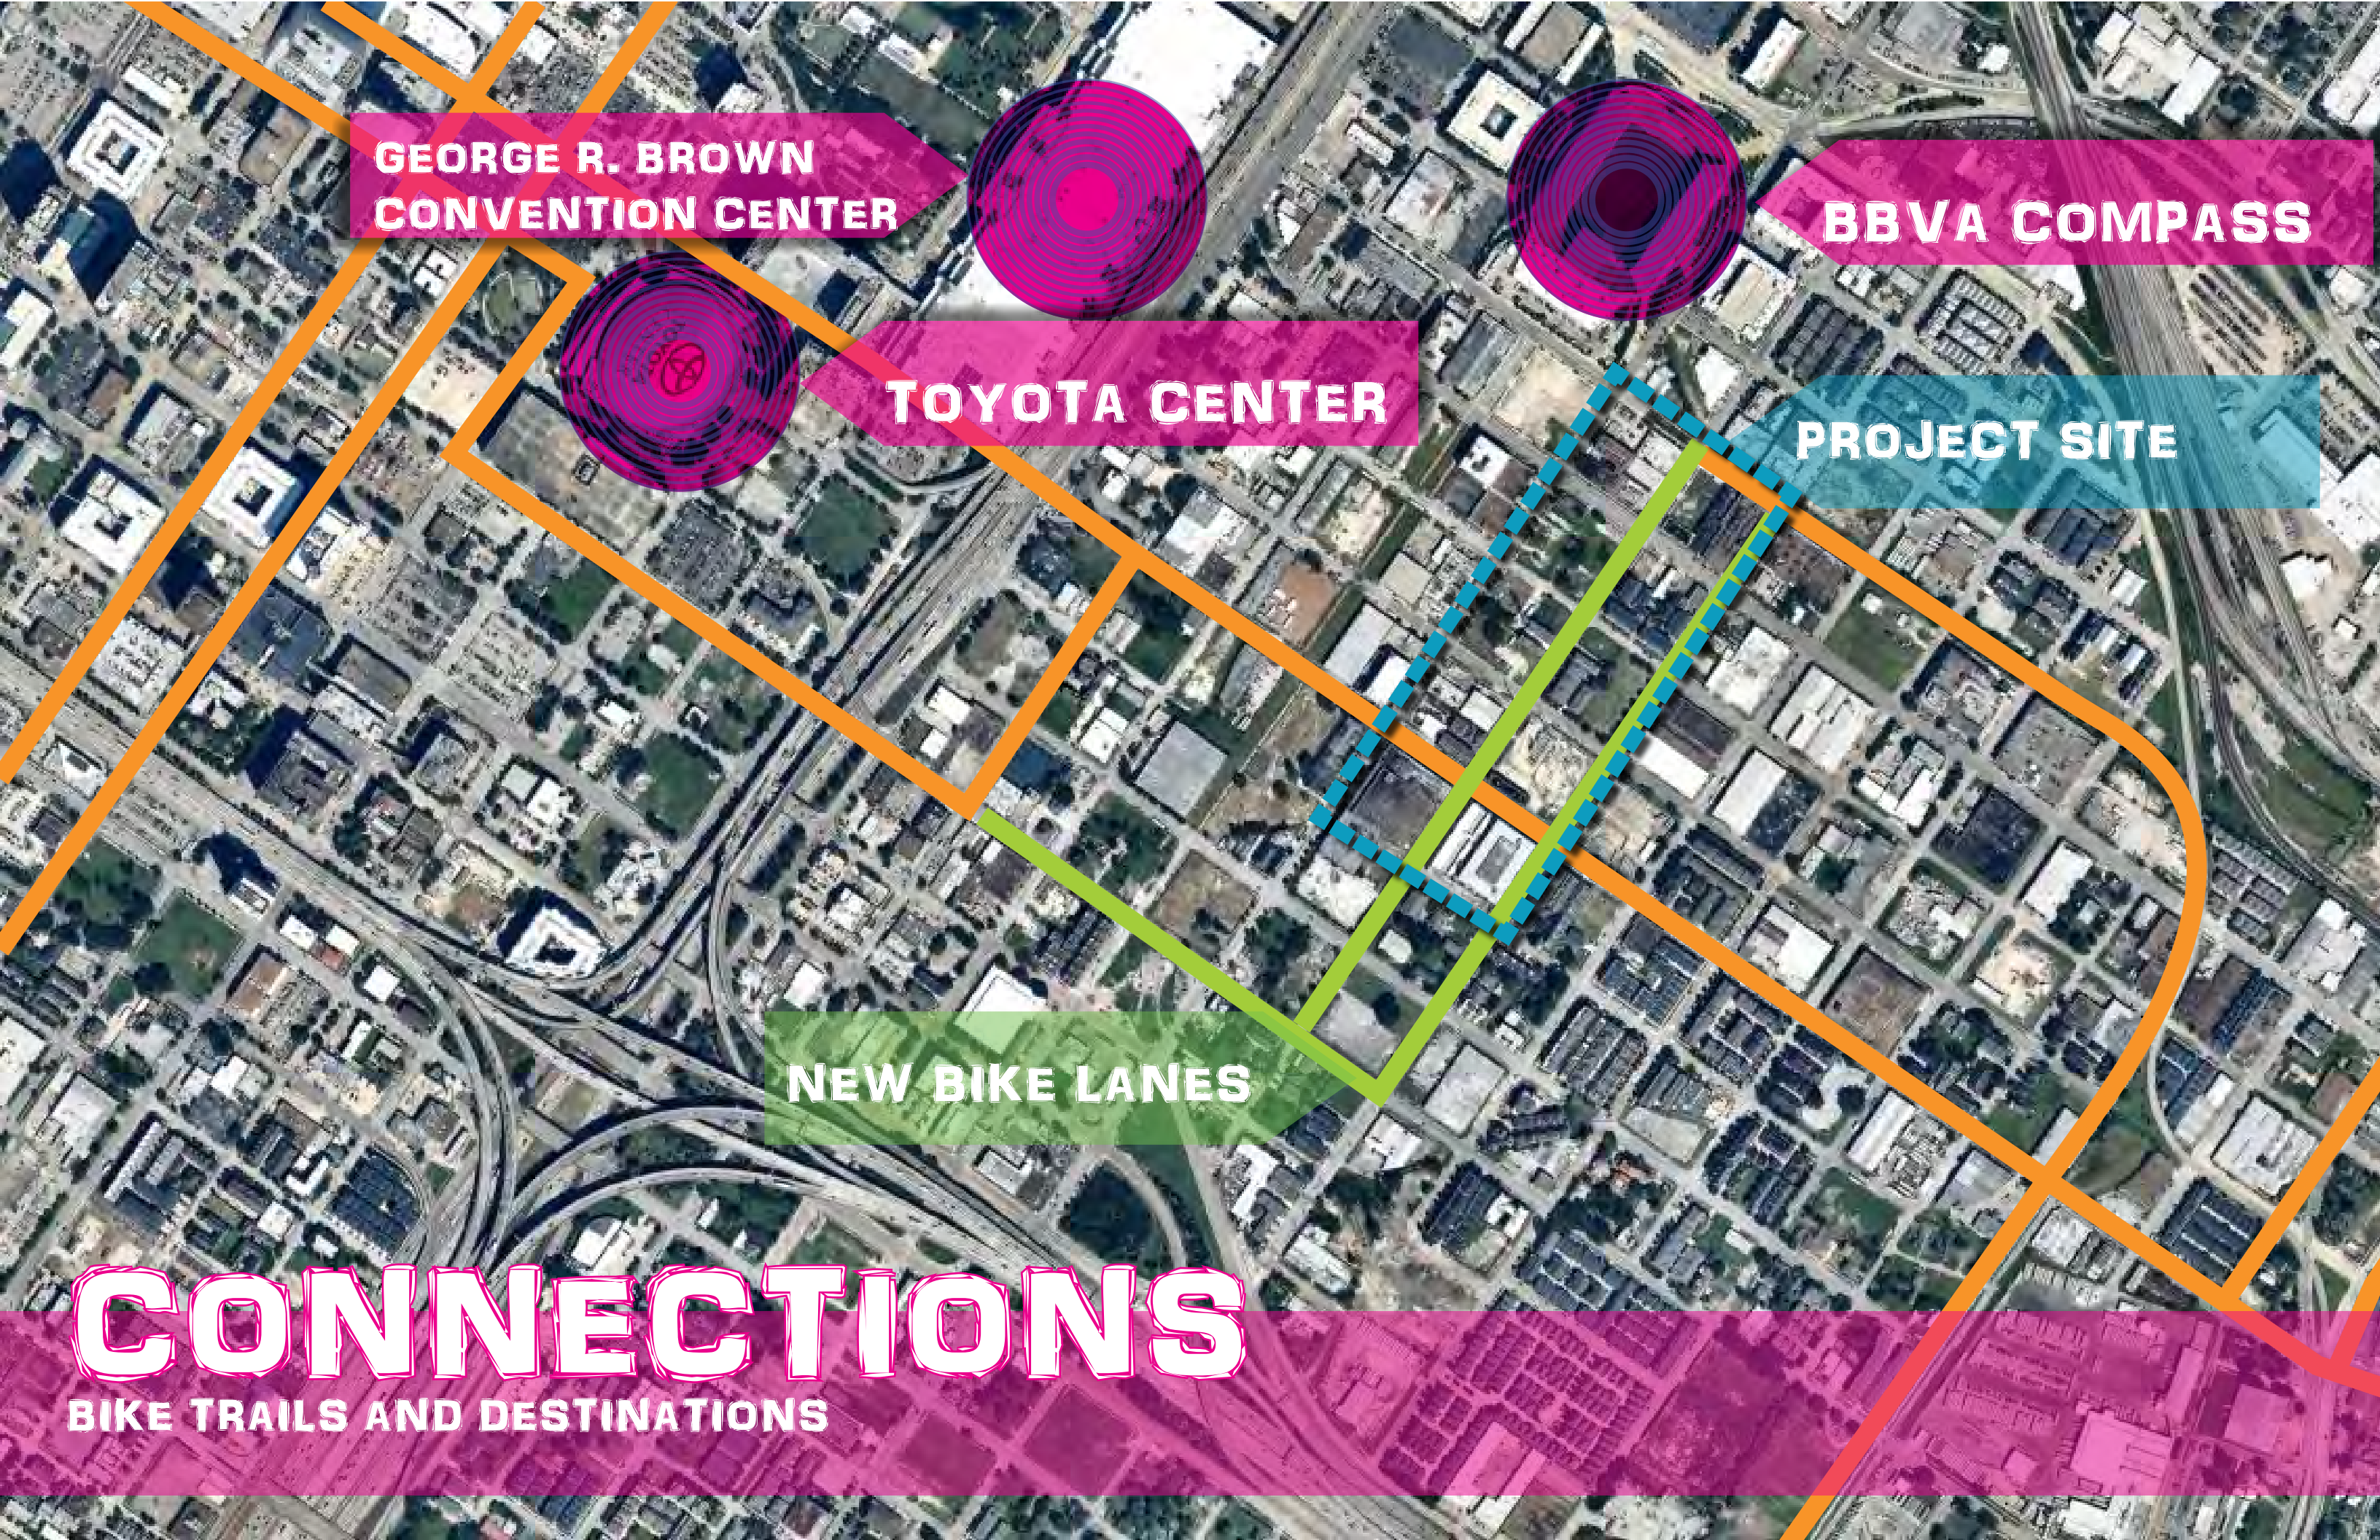 GEORGE R. BROWN
CONVENTION CENTER
BBVA COMPASS
TOYOTA CENTER
PROJECT SITE
NEW BIKE LANES
CONNECTIONS
BIKE TRAILS AND DESTINATIONS